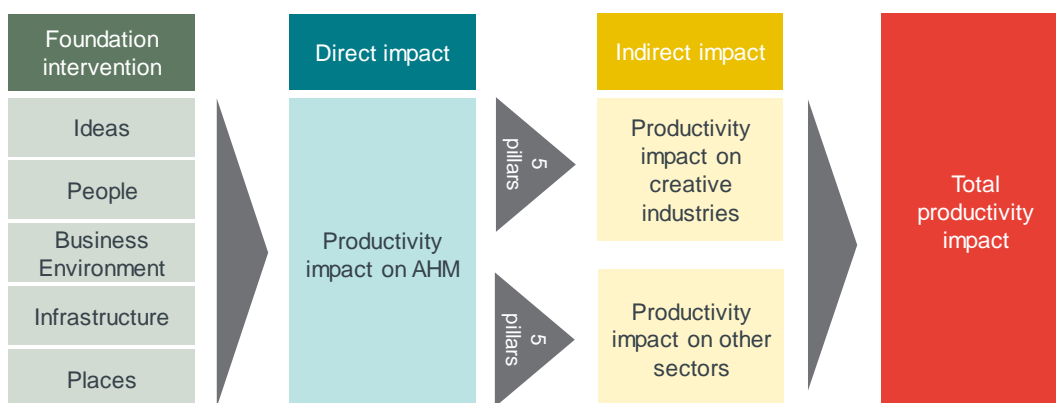 Foundation
intervention
Ideas
People
Business
Environment
Infrastructure
Places
Direct impact
Productivity
impact on AHM
5
pillars
5
pillars
Indirect impact
Productivity
impact on
creative
industries
Productivity
impact on other
sectors
Total
productivity
impact